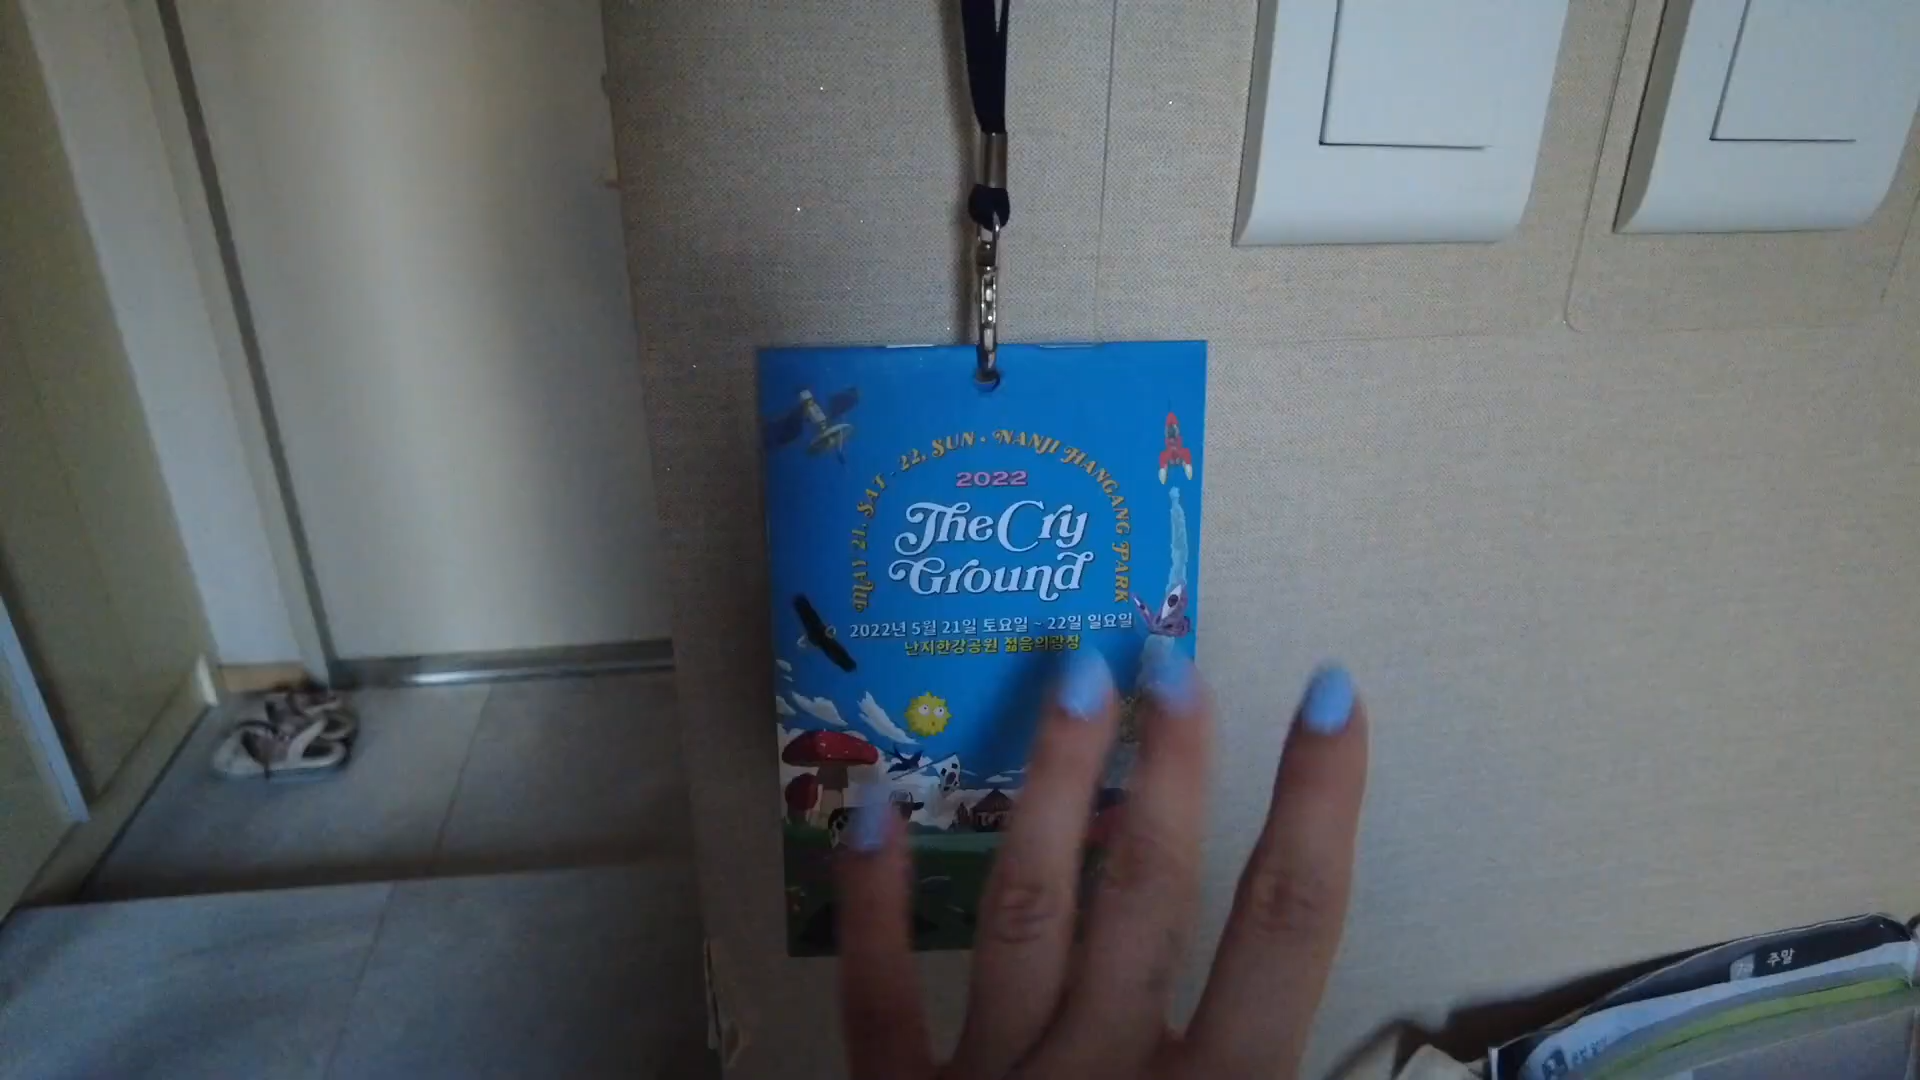 MAY 21. SAT - 22. SUN • NANJI HANGANG PARK
2022
The Cry
Ground
2022년 5월 21일 토요일 ~ 22일 일요일
난지한강공원 젊음의광장
주말